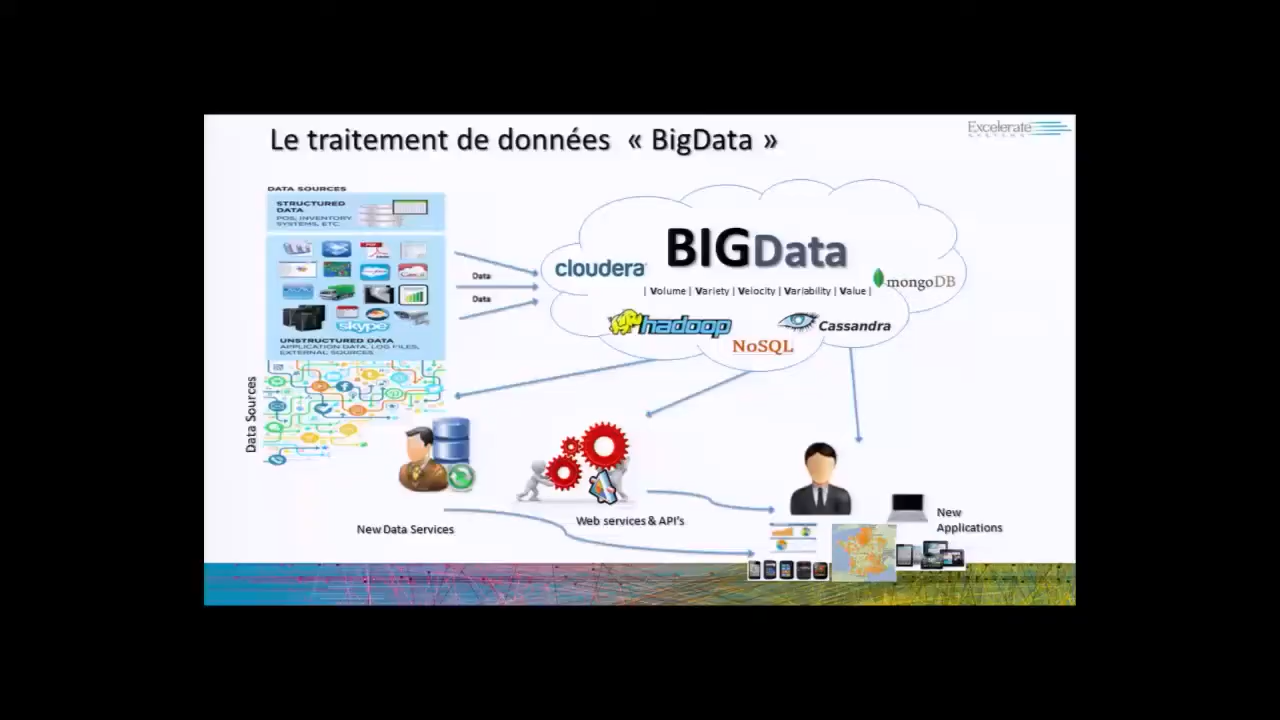 Le traitement de données « BigData »
Excelerate
SYSTEMS
DATA SOURCES
STRUCTURED
DATA
POS, INVENTORY
SYSTEMS, ETC
PDF
skype
UNSTRUCTURED DATA
APPLICATION DATA, LOG FILES,
EXTERNAL SOURCES
Data Sources
Data
Data
BIGData
cloudera
| Volume | Variety | Velocity | Variability | Value |
mongoDB
hadoop
Cassandra
NoSQL
New Data Services
Web services & API's
New
Applications